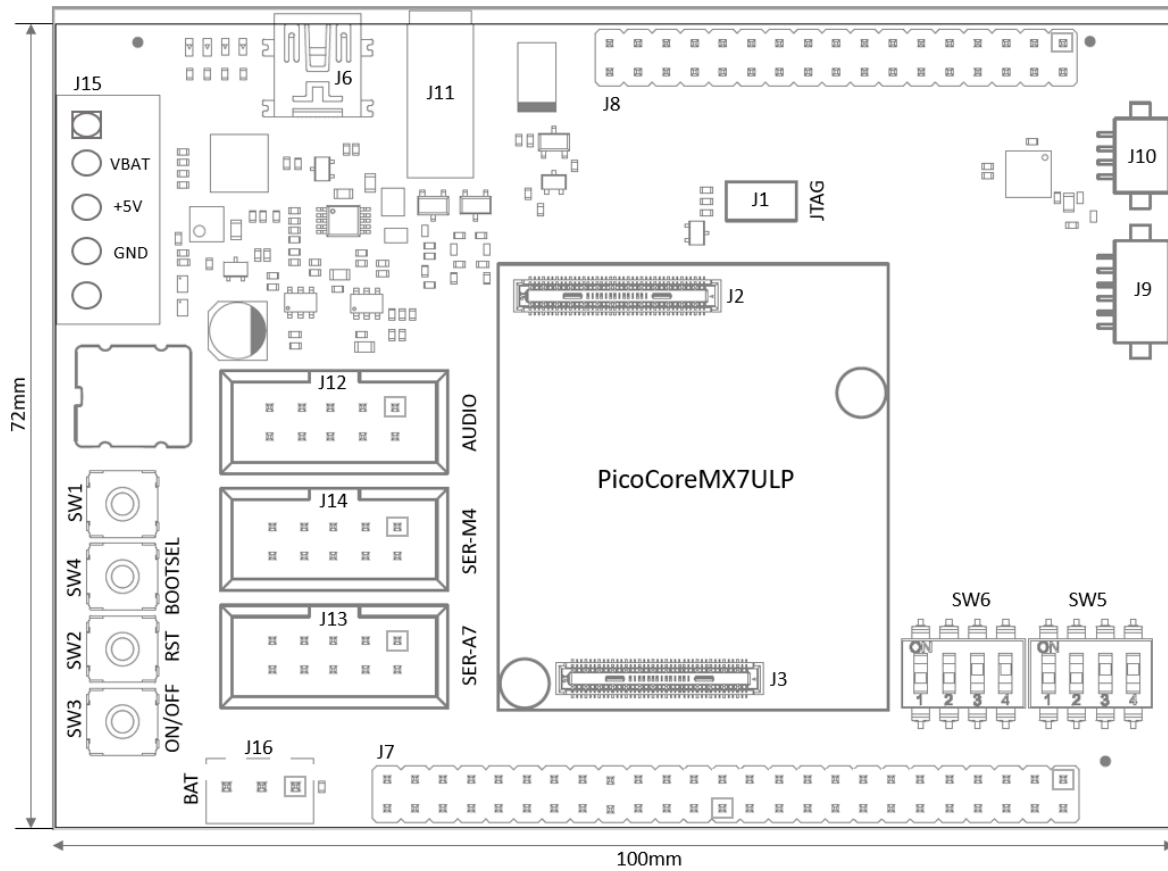 J15
J6
J11
J8
VBAT
+5V
GND
J1
JTAG
J10
J9
J2
72mm
J12
AUDIO
PicoCoreMX7ULP
SW1
J14
SER-M4
SW4
BOOTSEL
SW6
SW5
J13
SER-A7
SW2
RST
ON
ON
1 2 3 4
1 2 3 4
J3
SW3
ON/OFF
J16
J7
BAT
100mm